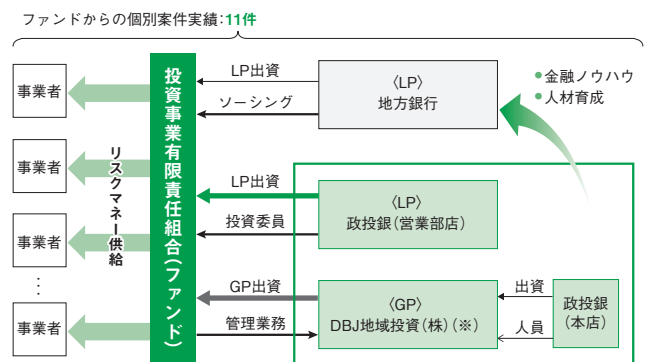 ファンドからの個別案件実績：11件
事業者
事業者
事業者
⋮
事業者
リスクマネー供給
投資事業有限責任組合（ファンド）
LP出資
ソーシング
〈LP〉
地方銀行
●金融ノウハウ
●人材育成
LP出資
投資委員
〈LP〉
政投銀（営業部店）
GP出資
管理業務
〈GP〉
DBJ地域投資（株）（※）
出資
人員
政投銀
（本店）